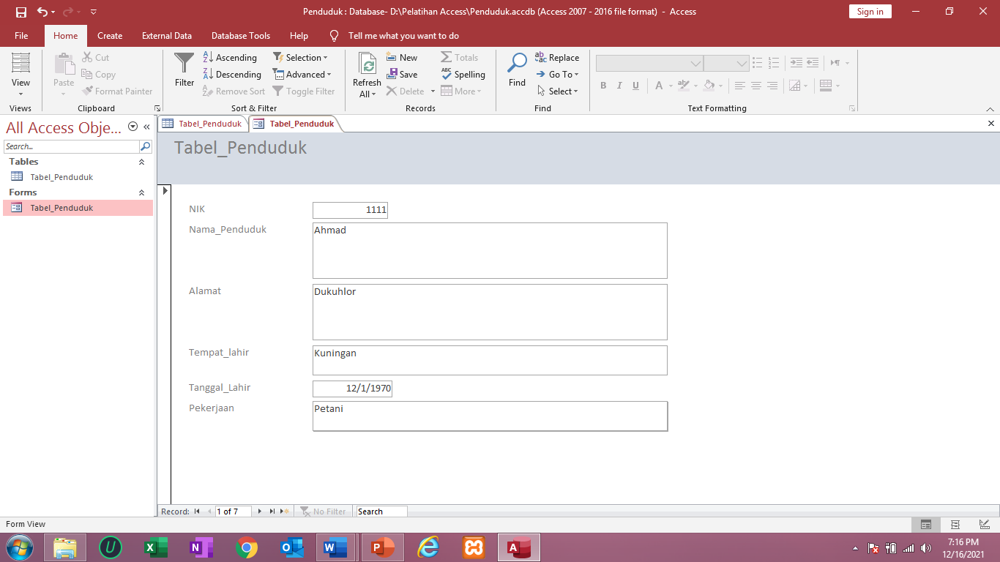 Penduduk : Database- D:\Pelatihan Access\Penduduk.accdb (Access 2007 - 2016 file format) - Access
Sign in
File Home Create External Data Database Tools Help Tell me what you want to do
View
Views
Paste
Cut
Copy
Format Painter
Clipboard
Filter
Ascending
Descending
Remove Sort
Selection
Advanced
Toggle Filter
Sort & Filter
Refresh
All
New
Save
Delete
Totals
Spelling
More
Records
Find
Replace
Go To
Select
Find
B I U A
Text Formatting
All Access Obje...
Search...
Tables
Tabel_Penduduk
Forms
Tabel_Penduduk
Tabel_Penduduk Tabel_Penduduk
Tabel_Penduduk
NIK 1111
Nama_Penduduk Ahmad
Alamat Dukuhlor
Tempat_lahir Kuningan
Tanggal_Lahir 12/1/1970
Pekerjaan Petani
Record: 1 of 7 No Filter Search
Form View
7:16 PM
12/16/2021